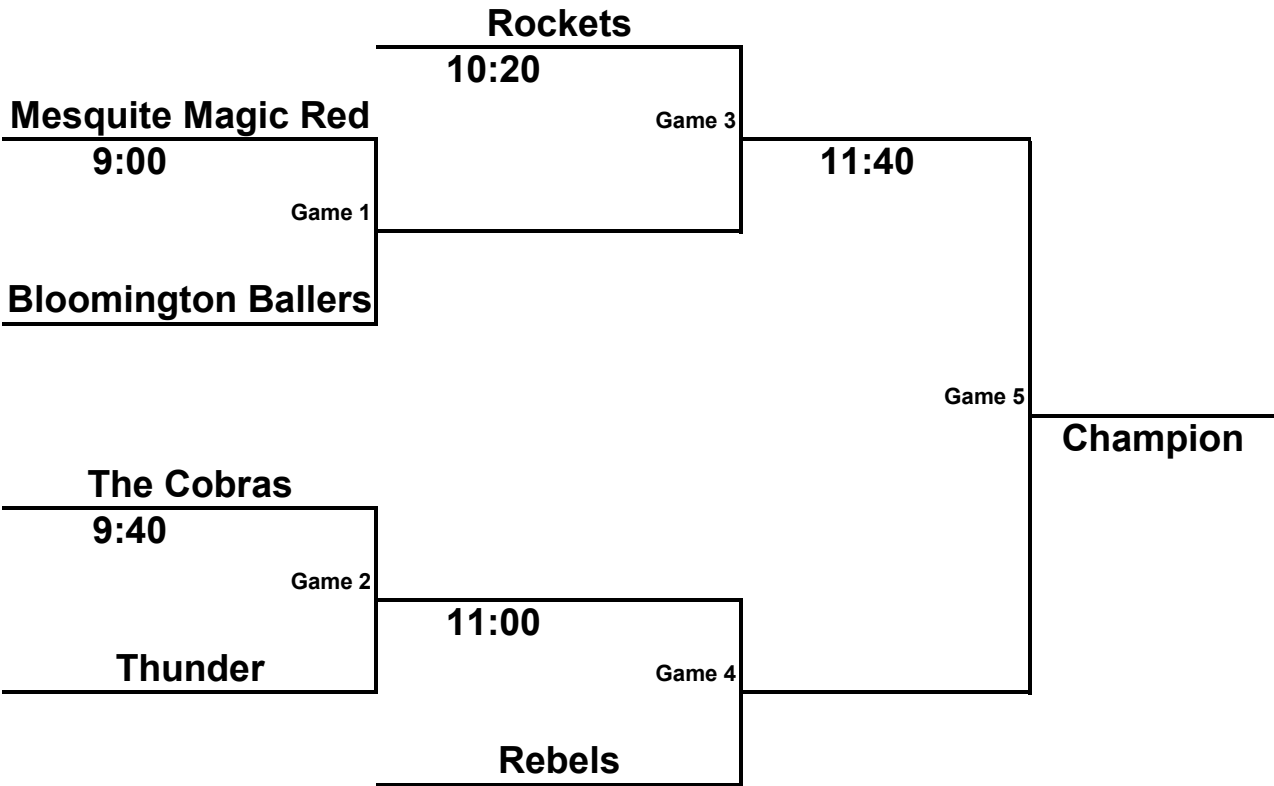 Rockets
10:20
Mesquite Magic Red
Game 3
9:00
11:40
Game 1
Bloomington Ballers
Game 5
Champion
The Cobras
9:40
Game 2
11:00
Thunder
Game 4
Rebels